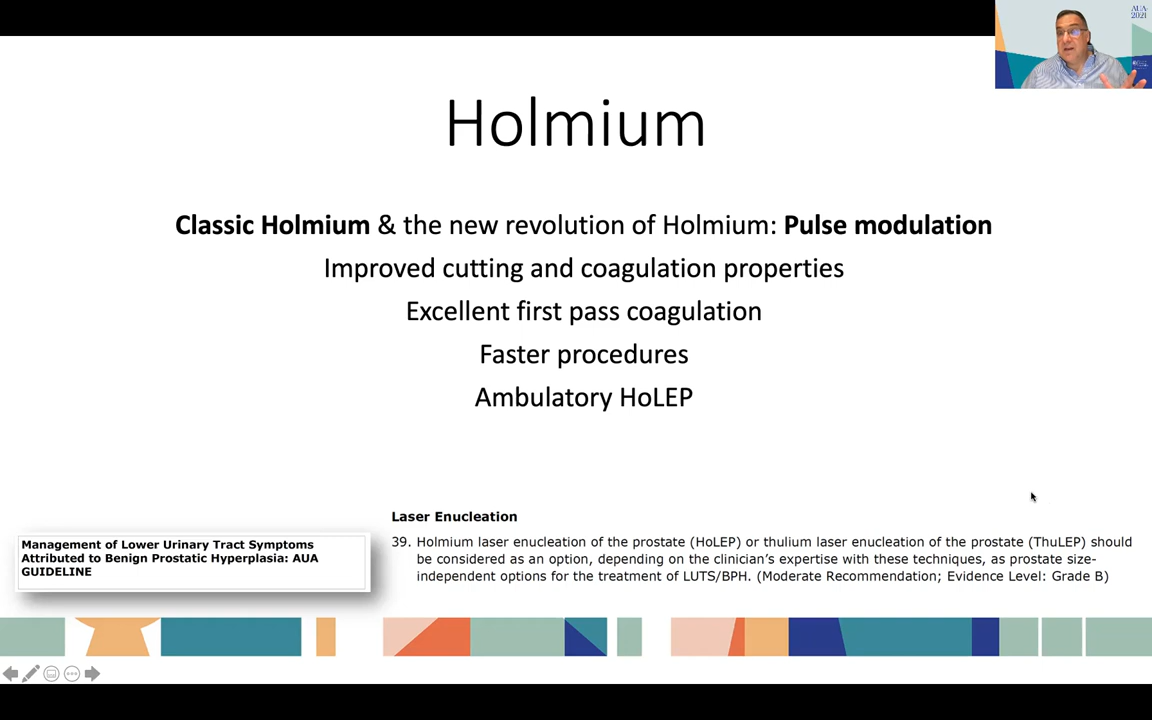 AUA
2021
Holmium
Classic Holmium & the new revolution of Holmium: Pulse modulation
Improved cutting and coagulation properties
Excellent first pass coagulation
Faster procedures
Ambulatory HoLEP
Laser Enucleation
39. Holmium laser enucleation of the prostate (HoLEP) or thulium laser enucleation of the prostate (ThuLEP) should
be considered as an option, depending on the clinician's expertise with these techniques, as prostate size-
independent options for the treatment of LUTS/BPH. (Moderate Recommendation; Evidence Level: Grade B)
Management of Lower Urinary Tract Symptoms
Attributed to Benign Prostatic Hyperplasia: AUA
GUIDELINE